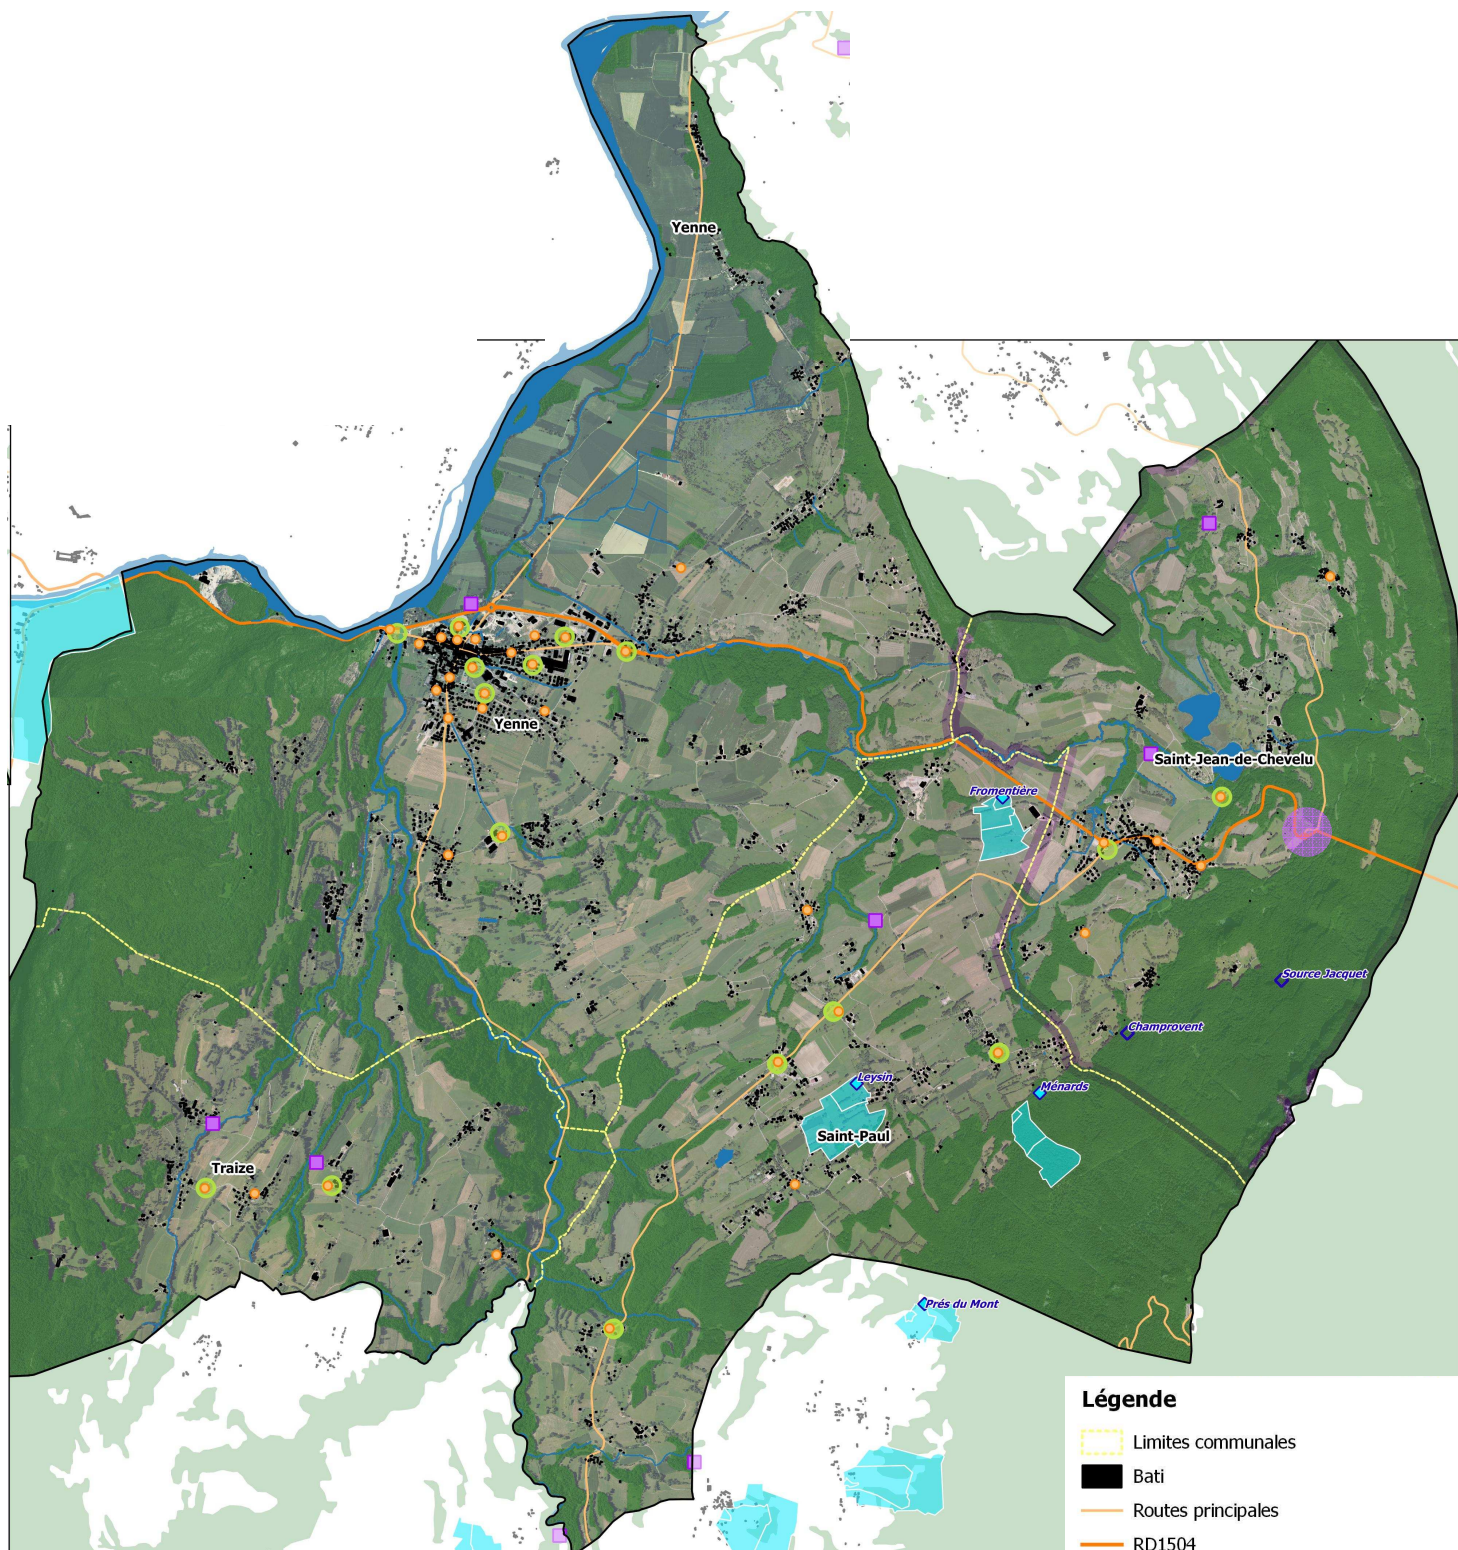 Yenne
Yenne
Saint-Jean-de-Chevelu
Fromentière
Source Jacquet
Champrovent
Leysin
Ménards
Saint-Paul
Traize
Prés du Mont
Légende
Limites communales
Bati
Routes principales
RD1504